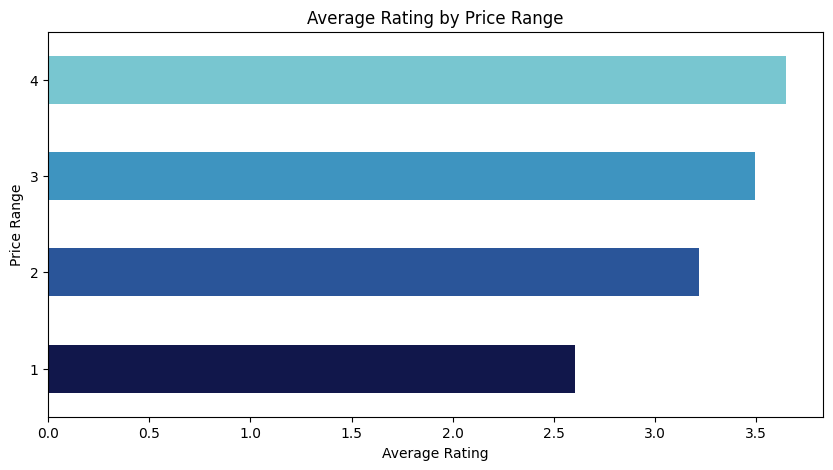 Average Rating by Price Range
Price Range
4
3
2
1
0.0 0.5 1.0 1.5 2.0 2.5 3.0 3.5
Average Rating